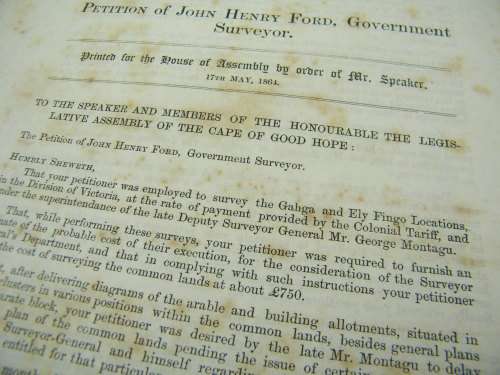 PETITION OF JOHN HENRY FORD, GOVERNMENT
SURVEYOR.
Printed for the House of Assembly by order of Mr. Speaker.
17TH MAY, 1864.
TO THE SPEAKER AND MEMBERS OF THE HONOURABLE THE LEGIS-
LATIVE ASSEMBLY OF THE CAPE OF GOOD HOPE:
The Petition of JOHN HENRY FORD, Government Surveyor.
HUMBLY SHEWETH,
That your petitioner was employed to survey the Gahga and Ely Fingo Locations,
in the Division of Victoria, at the rate of payment provided by the Colonial Tariff, and
under the superintendance of the late Deputy Surveyor General Mr. George Montagu.
That, while performing these surveys, your petitioner was required to furnish an
of the probable cost of their execution, for the consideration of the Surveyor
Department, and that in complying with such instructions your petitioner
the cost of surveying the common lands at about £750.
after delivering diagrams of the arable and building allotments, situated in
clusters in various positions within the common lands, besides general plans
block, your petitioner was desired by the late Mr. Montagu to delay
plan of the common lands pending the issue of certain
Surveyor-General and himself
entitled for that particular